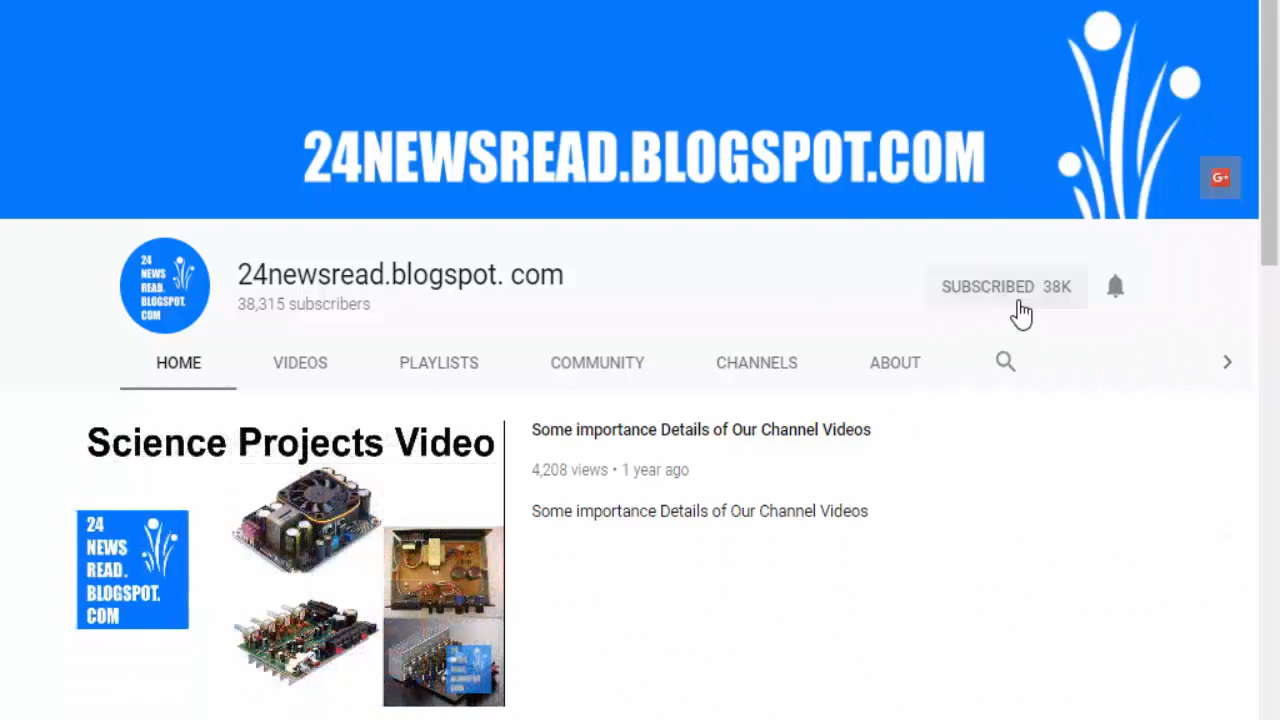 24NEWSREAD.BLOGSPOT.COM
G+
24
NEWS
READ.
BLOGSPOT.
COM
24newsread.blogspot. com
38,315 subscribers
SUBSCRIBED 38K
HOME VIDEOS PLAYLISTS COMMUNITY CHANNELS ABOUT
Science Projects Video
24
NEWS
READ.
BLOGSPOT.
COM
Some importance Details of Our Channel Videos
4,208 views • 1 year ago
Some importance Details of Our Channel Videos